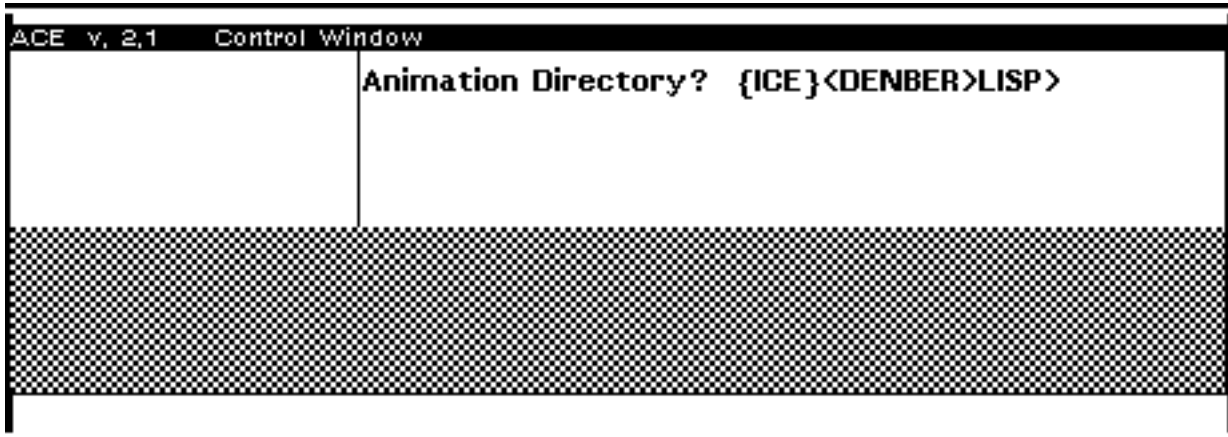 ACE v, 2,1 Control Window
Animation Directory? {ICE}<DENBER>LISP>